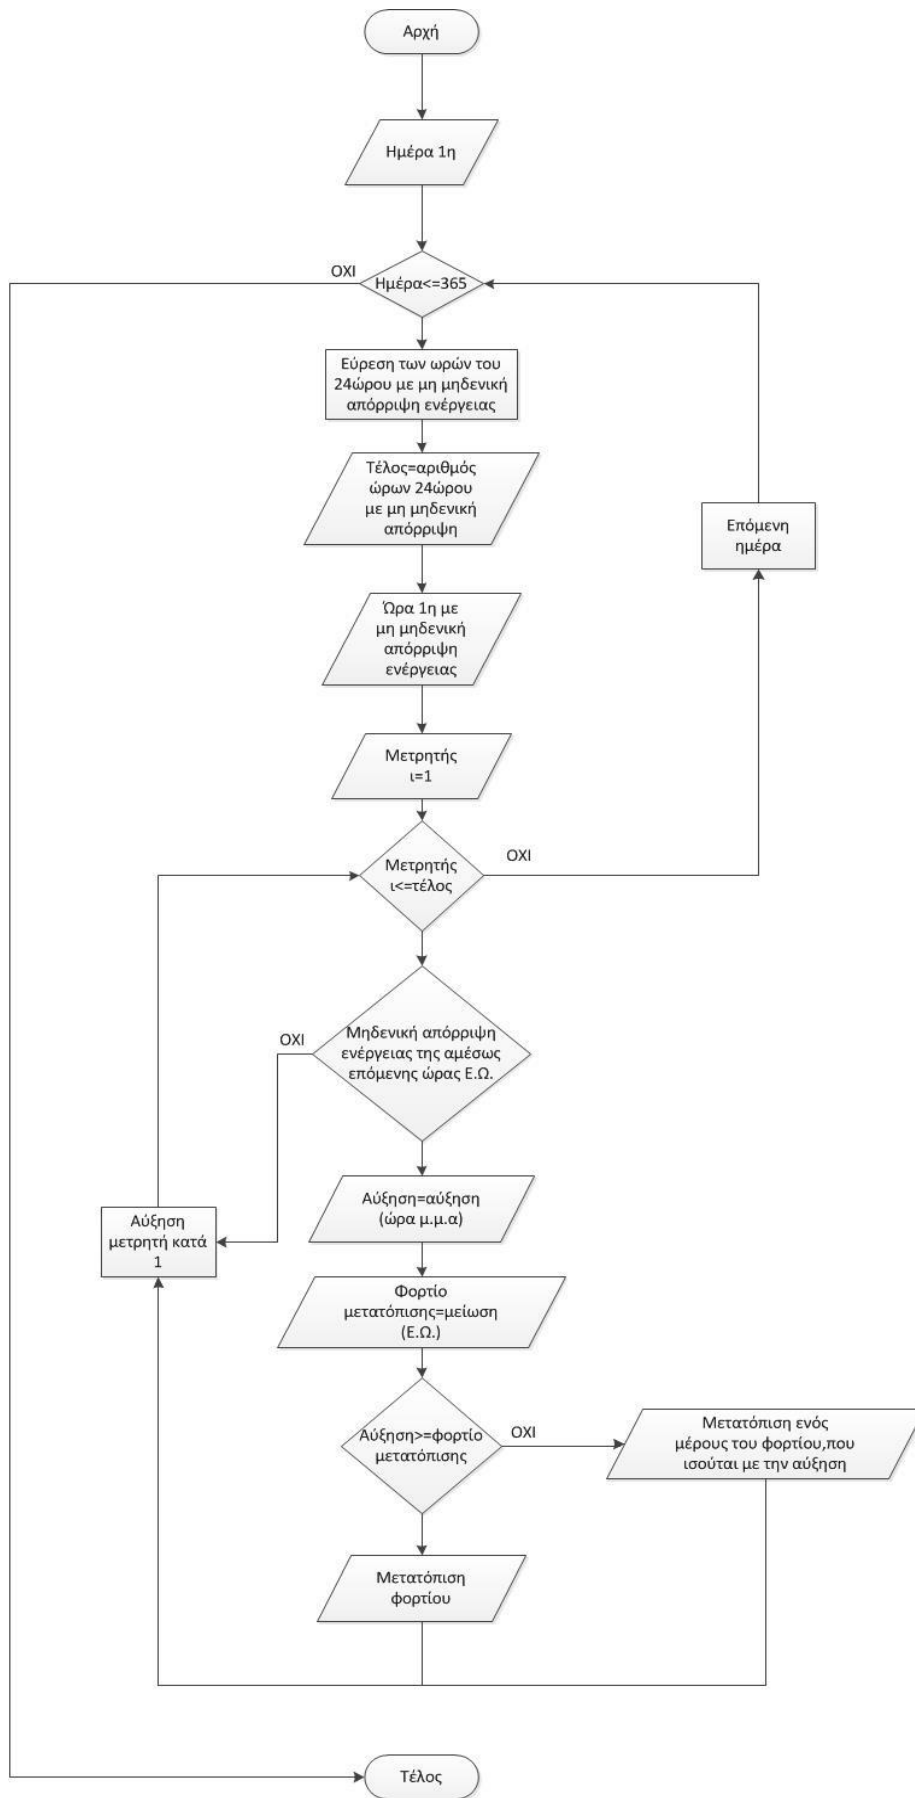 Αρχή
Ημέρα 1η
ΟΧΙ
Ημέρα<=365
Εύρεση των ωρών του
24ώρου με μη μηδενική
απόρριψη ενέργειας
Τέλος=αριθμός
ώρων 24ώρου
με μη μηδενική
απόρριψη
Επόμενη
ημέρα
Ώρα 1η με
μη μηδενική
απόρριψη
ενέργειας
Μετρητής
ι=1
Μετρητής
ι<=τέλος
ΟΧΙ
Μηδενική απόρριψη
ενέργειας της αμέσως
επόμενης ώρας Ε.Ω.
ΟΧΙ
Αύξηση=αύξηση
(ώρα μ.μ.α)
Αύξηση
μετρητή κατά
1
Φορτίο
μετατόπισης=μείωση
(Ε.Ω.)
Αύξηση>=φορτίο
μετατόπισης
ΟΧΙ
Μετατόπιση ενός
μέρους του φορτίου,που
ισούται με την αύξηση
Μετατόπιση
φορτίου
Τέλος